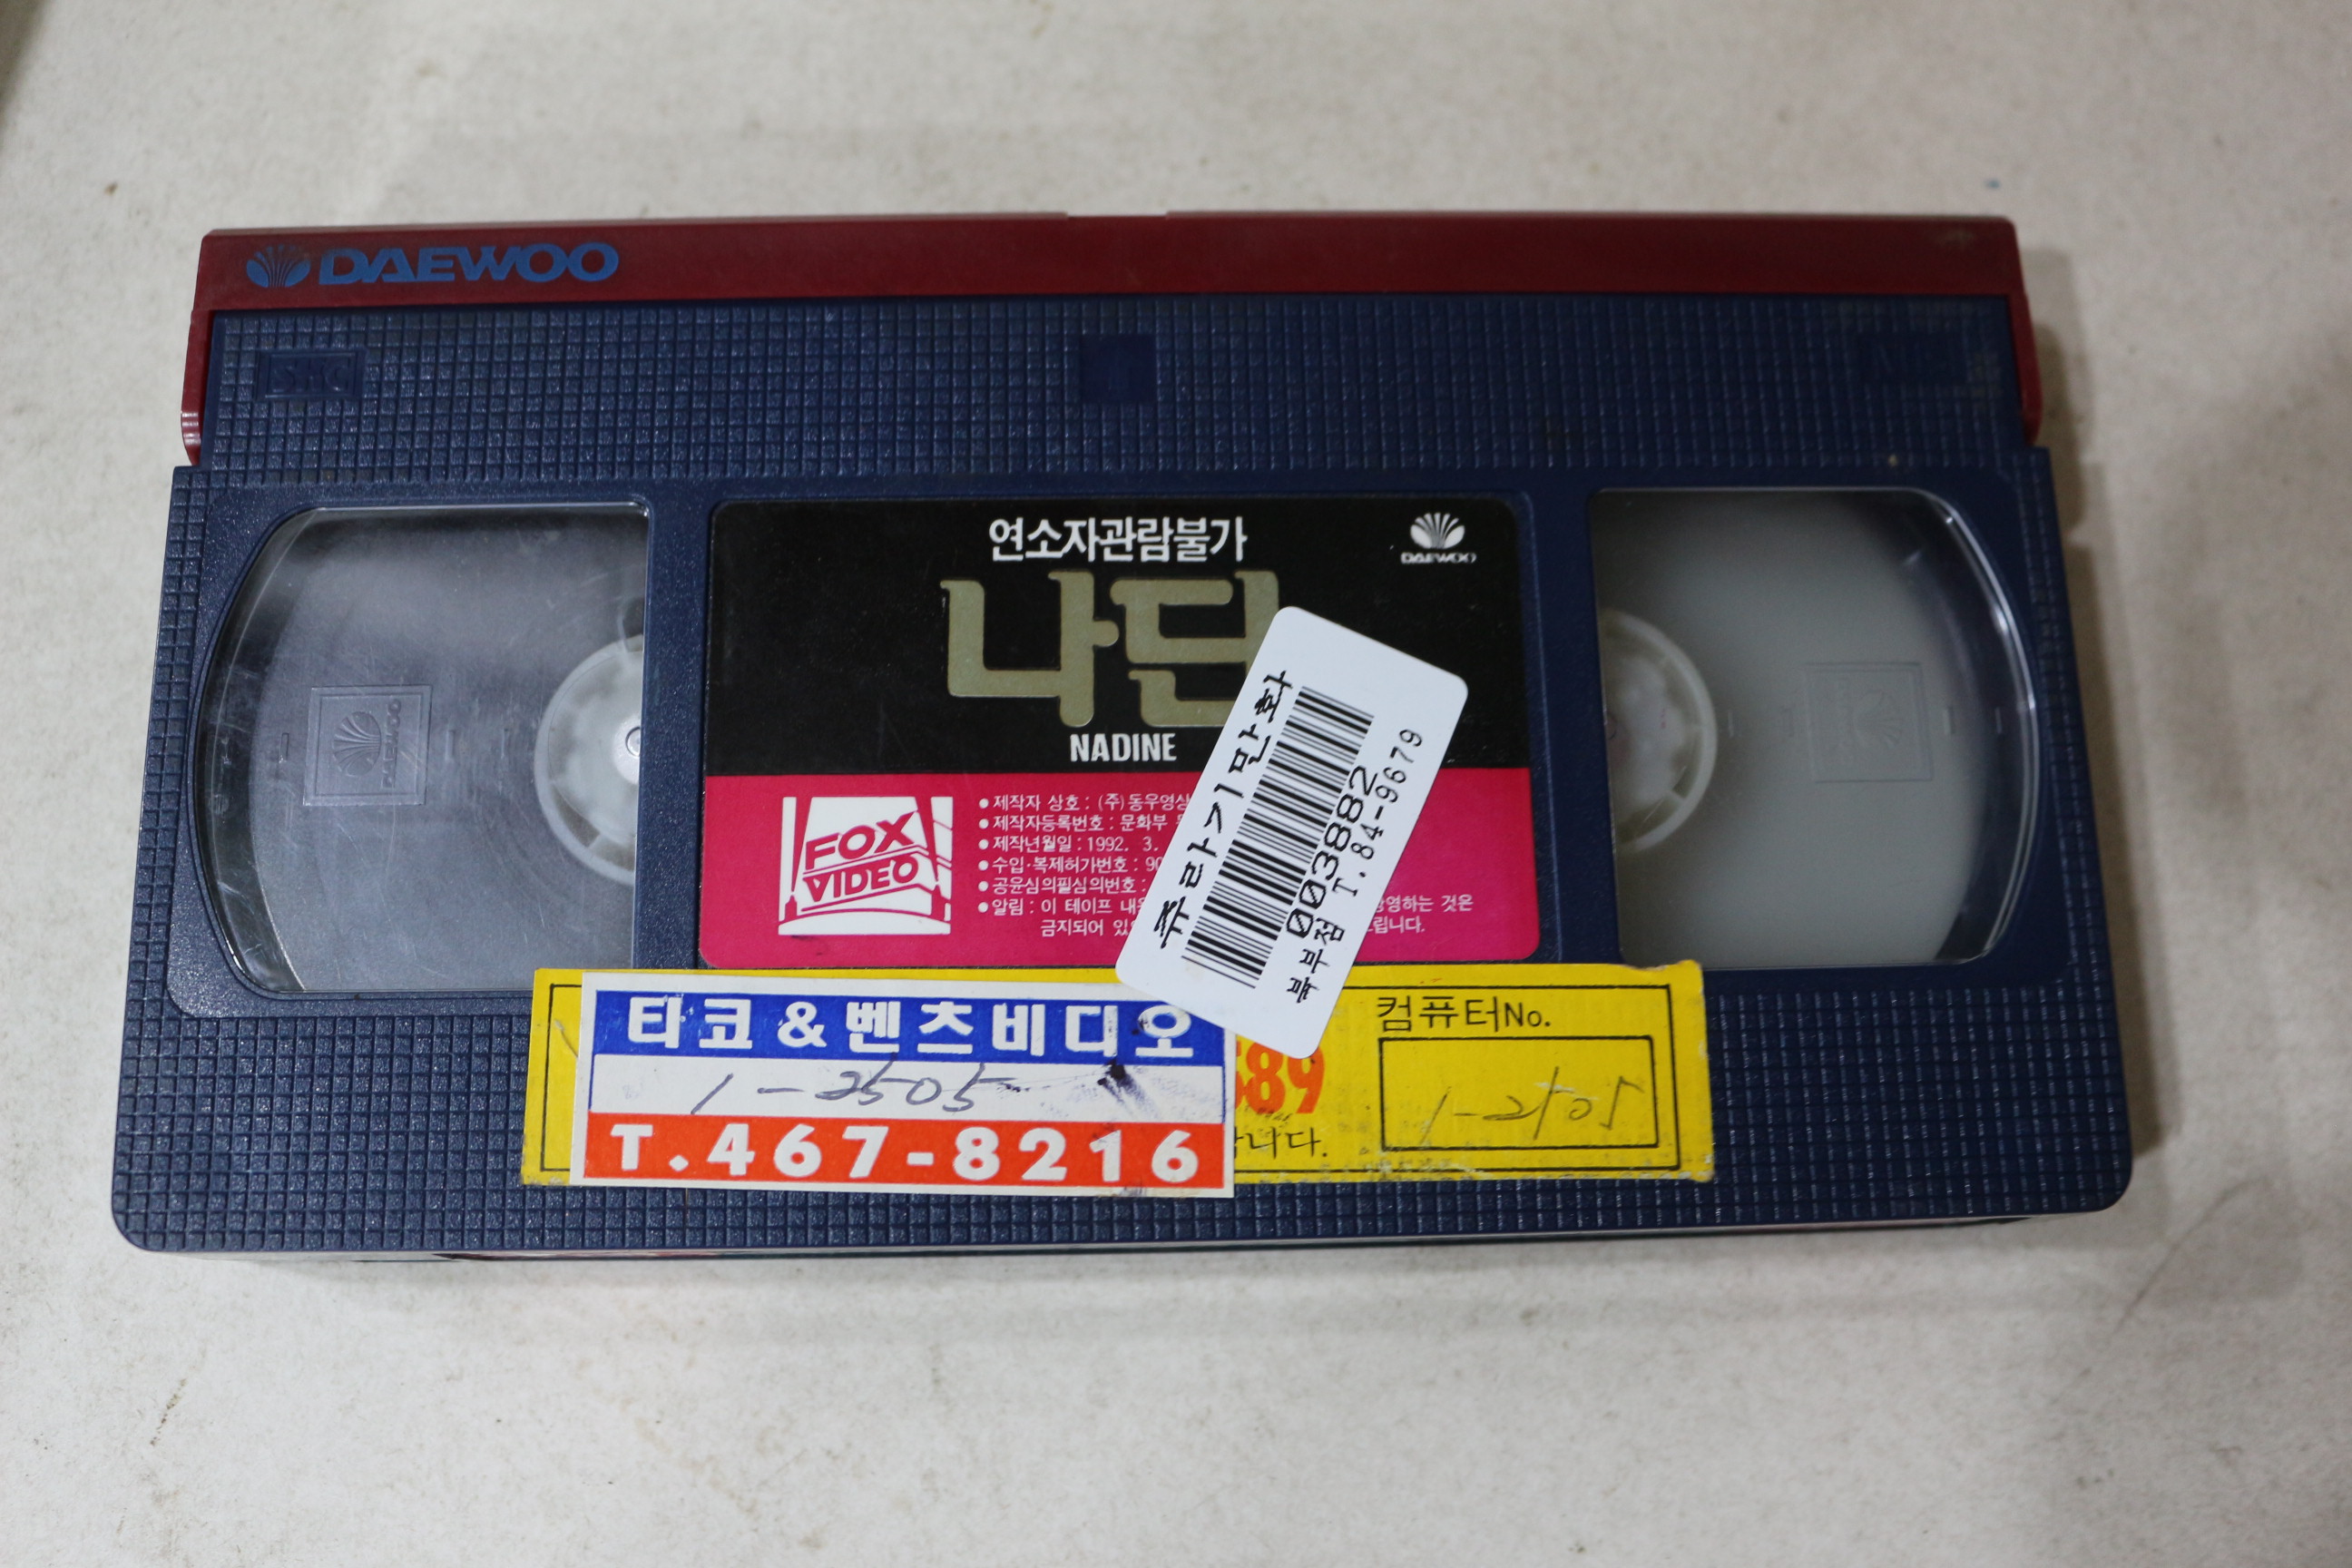 DAEWOO
연소자관람불가
DAEWOO
나딘
NADINE
FOX
VIDEO
● 제작자 상호 : (주)동우영상
● 제작자등록번호 : 문화부
● 제작년월일 : 1992. 3.
● 수입·복제허가번호 : 90
● 공윤심의필심의번호 :
● 알림 : 이 테이프 내용 상영하는 것은
금지되어 드립니다.
쥬라기만화
0003882
북부점 T.84-9679
타코&벤츠비디오
1-2505
T.467-8216
689
합니다.
컴퓨터No.
1-2505
DAEWOO